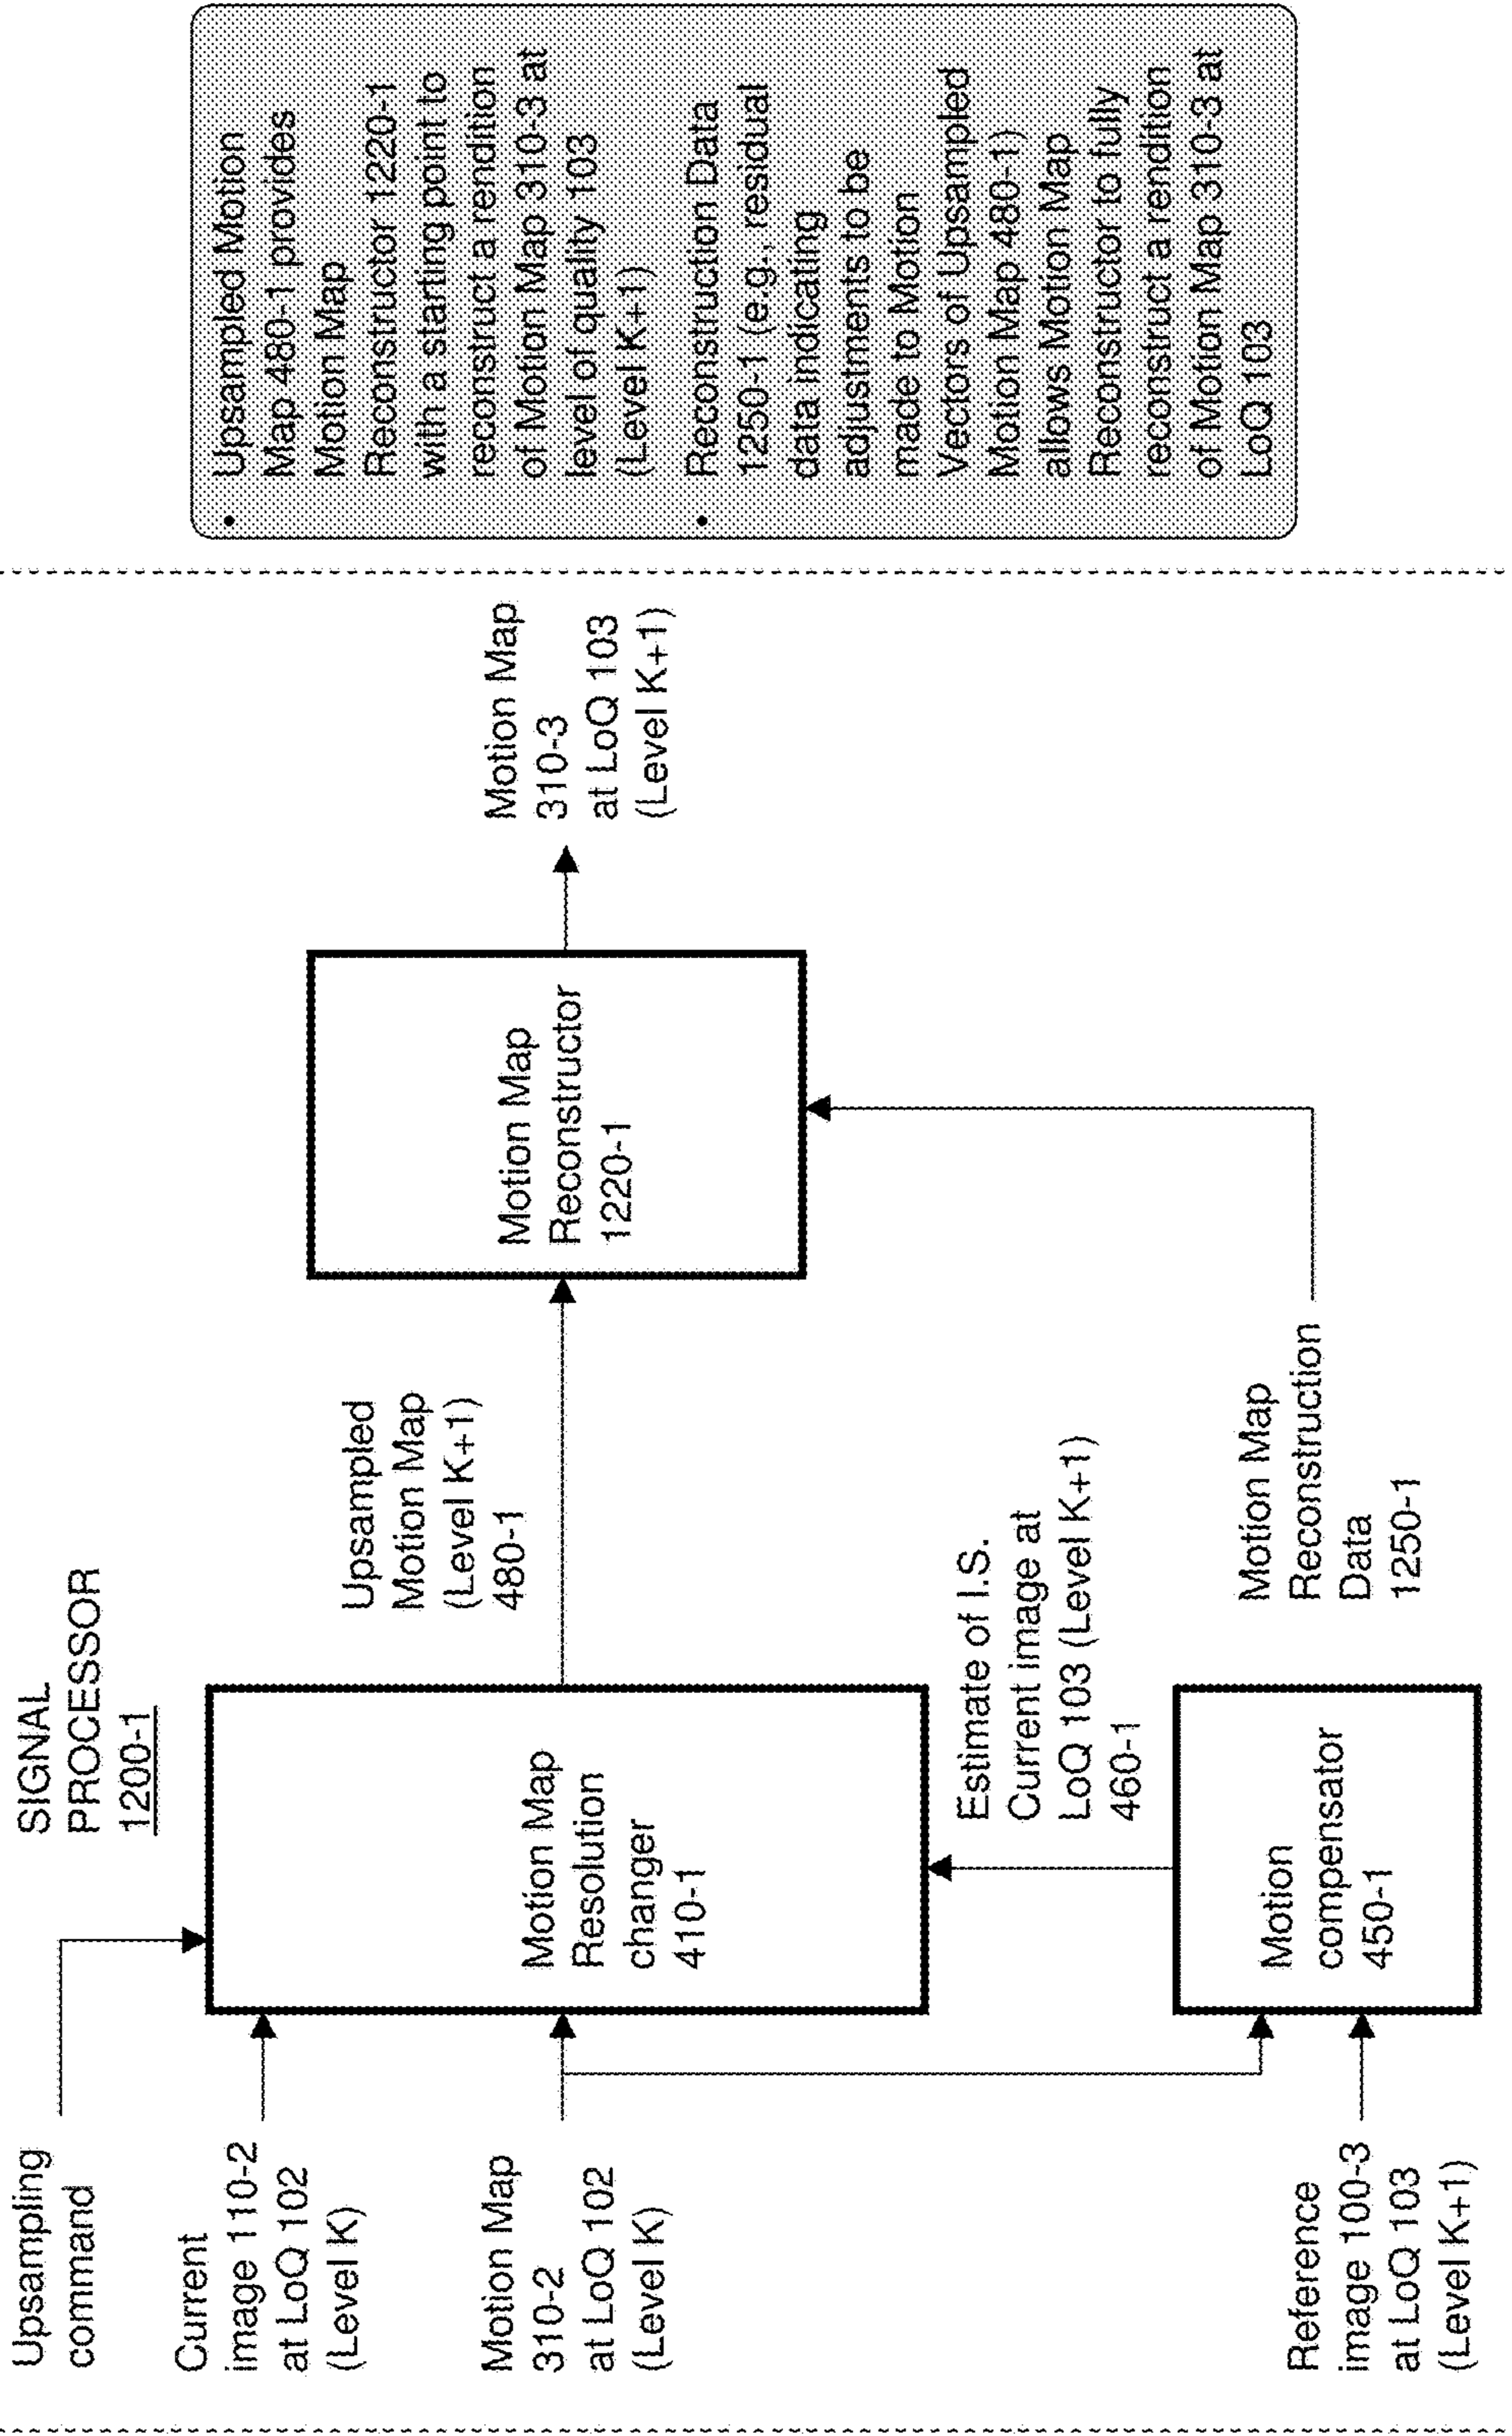 SIGNAL
PROCESSOR
1200-1
Upsampling
command
Current
image 110-2
at LoQ 102
(Level K)
Motion Map
310-2
at LoQ 102
(Level K)
Reference
image 100-3
at LoQ 103
(Level K+1)
Motion Map
Resolution
changer
410-1
Motion
compensator
450-1
Estimate of I.S.
Current image at
LoQ 103 (Level K+1)
460-1
Upsampled
Motion Map
(Level K+1)
480-1
Motion Map
Reconstruction
Data
1250-1
Motion Map
Reconstructor
1220-1
Motion Map
310-3
at LoQ 103
(Level K+1)
• Upsampled Motion
Map 480-1 provides
Motion Map
Reconstructor 1220-1
with a starting point to
reconstruct a rendition
of Motion Map 310-3 at
level of quality 103
(Level K+1)
• Reconstruction Data
1250-1 (e.g., residual
data indicating
adjustments to be
made to Motion
Vectors of Upsampled
Motion Map 480-1)
allows Motion Map
Reconstructor to fully
reconstruct a rendition
of Motion Map 310-3 at
LoQ 103